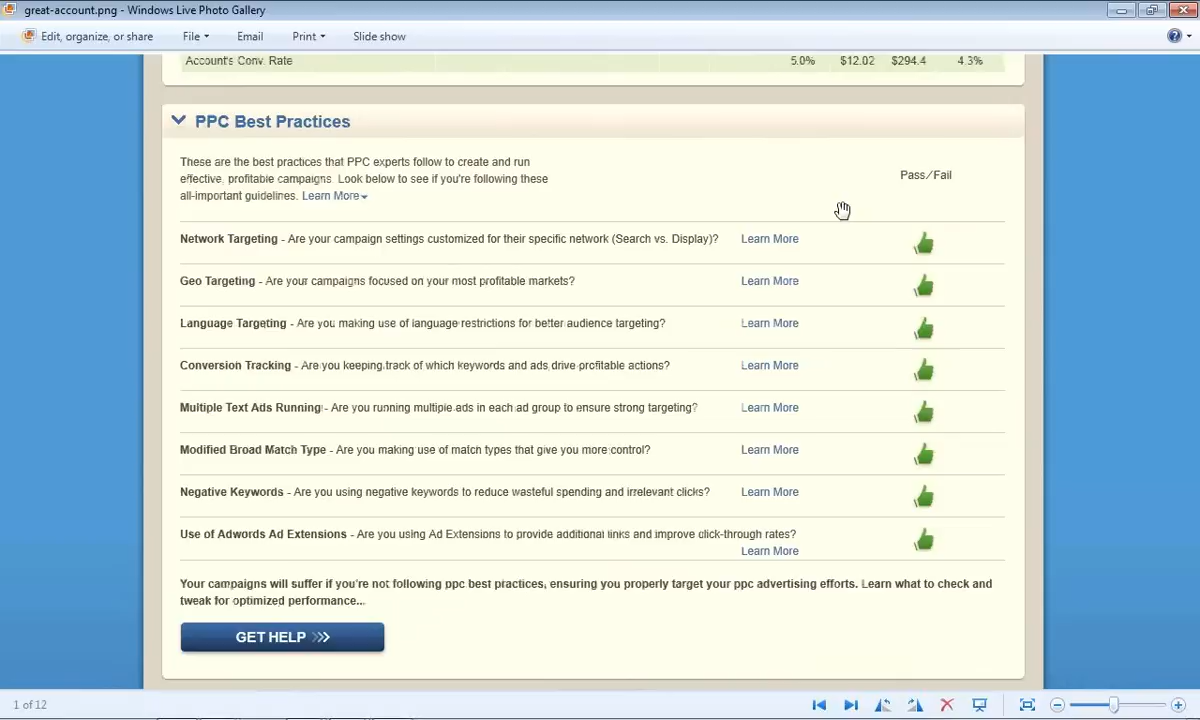 great-account.png - Windows Live Photo Gallery
Edit, organize, or share File Email Print Slide show
Account's Conv. Rate 5.0% $12.02 $294.4 4.3%
PPC Best Practices
These are the best practices that PPC experts follow to create and run
effective, profitable campaigns. Look below to see if you're following these
all-important guidelines. Learn More
Pass/Fail
Network Targeting - Are your campaign settings customized for their specific network (Search vs. Display)? Learn More
Geo Targeting - Are your campaigns focused on your most profitable markets? Learn More
Language Targeting - Are you making use of language restrictions for better audience targeting? Learn More
Conversion Tracking - Are you keeping track of which keywords and ads drive profitable actions? Learn More
Multiple Text Ads Running - Are you running multiple ads in each ad group to ensure strong targeting? Learn More
Modified Broad Match Type - Are you making use of match types that give you more control? Learn More
Negative Keywords - Are you using negative keywords to reduce wasteful spending and irrelevant clicks? Learn More
Use of Adwords Ad Extensions - Are you using Ad Extensions to provide additional links and improve click-through rates?
Learn More
Your campaigns will suffer if you're not following ppc best practices, ensuring you properly target your ppc advertising efforts. Learn what to check and
tweak for optimized performance...
GET HELP
1 of 12